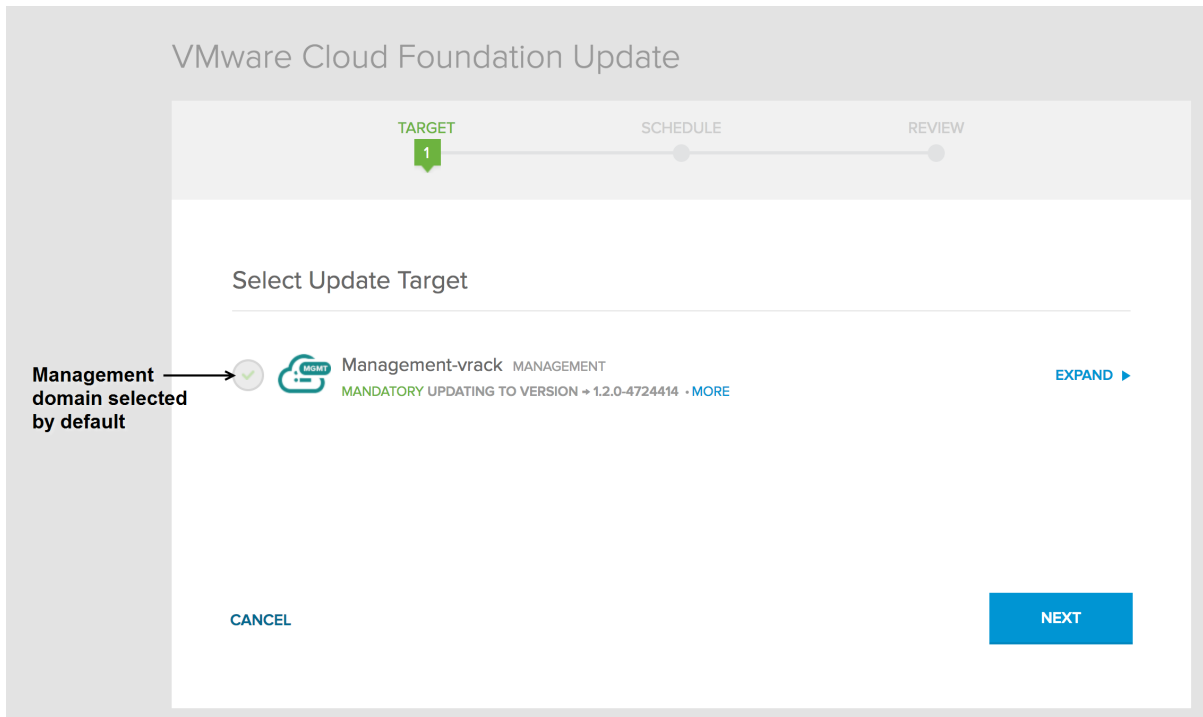 VMware Cloud Foundation Update
TARGET
SCHEDULE
REVIEW
1
Select Update Target
Management
domain selected
by default
MGMT
Management-vrack MANAGEMENT
MANDATORY UPDATING TO VERSION → 1.2.0-4724414 • MORE
EXPAND ▶
CANCEL
NEXT